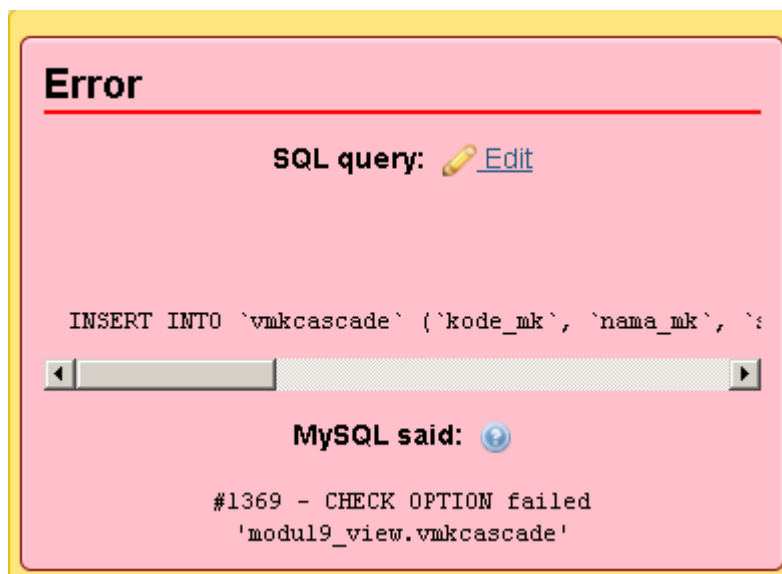 Error
SQL query: Edit
INSERT INTO `vmkcascade` (`kode_mk`, `nama_mk`, `s
MySQL said:
#1369 - CHECK OPTION failed
'modul9_view.vmkcascade'